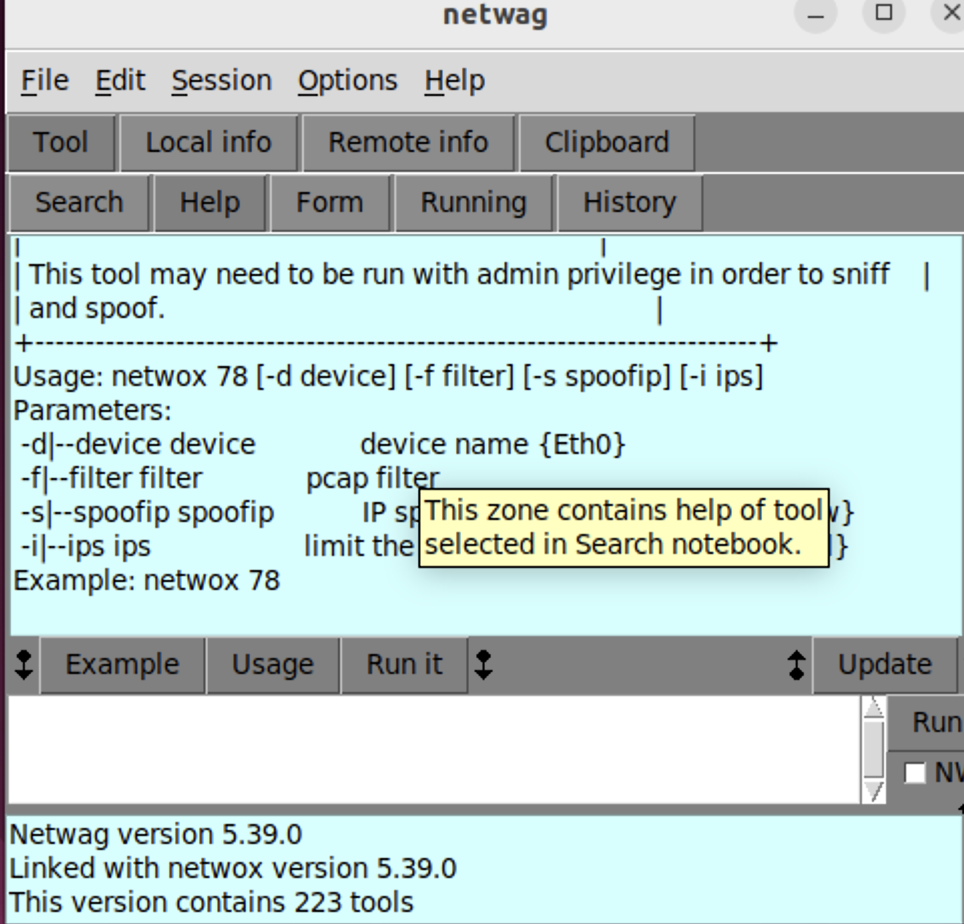 netwag
File Edit Session Options Help
Tool Local info Remote info Clipboard
Search Help Form Running History
| |
| This tool may need to be run with admin privilege in order to sniff |
| and spoof. |
+-----------------------------------------------------------------------+
Usage: netwox 78 [-d device] [-f filter] [-s spoofip] [-i ips]
Parameters:
-d|--device device device name {Eth0}
-f|--filter filter pcap filter
-s|--spoofip spoofip IP
-i|--ips ips limit the
This zone contains help of tool
selected in Search notebook.
Example: netwox 78
Example Usage Run it Update
Run
Netwag version 5.39.0
Linked with netwox version 5.39.0
This version contains 223 tools